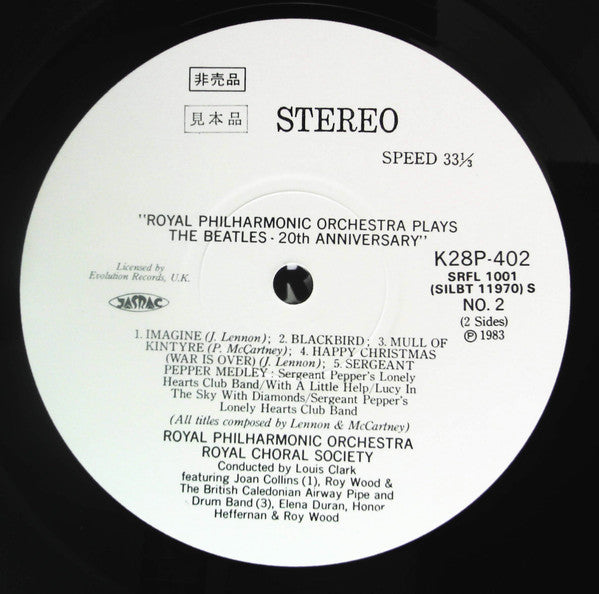 非売品
見本品
STEREO
SPEED 33⅓
"ROYAL PHILHARMONIC ORCHESTRA PLAYS
THE BEATLES · 20th ANNIVERSARY"
K28P-402
SRFL 1001
(SILBT 11970) S
NO. 2
(2 Sides)
Ⓟ 1983
Licensed by
Evolution Records, U.K.
JASRAC
1. IMAGINE (J. Lennon); 2. BLACKBIRD; 3. MULL OF
KINTYRE (P. McCartney); 4. HAPPY CHRISTMAS
(WAR IS OVER) (J. Lennon); 5. SERGEANT
PEPPER MEDLEY : Sergeant Pepper's Lonely
Hearts Club Band/With A Little Help/Lucy In
The Sky With Diamonds/Sergeant Pepper's
Lonely Hearts Club Band
(All titles composed by Lennon & McCartney)
ROYAL PHILHARMONIC ORCHESTRA
ROYAL CHORAL SOCIETY
Conducted by Louis Clark
featuring Joan Collins (1), Roy Wood &
The British Caledonian Airway Pipe and
Drum Band (3), Elena Duran, Honor
Heffernan & Roy Wood